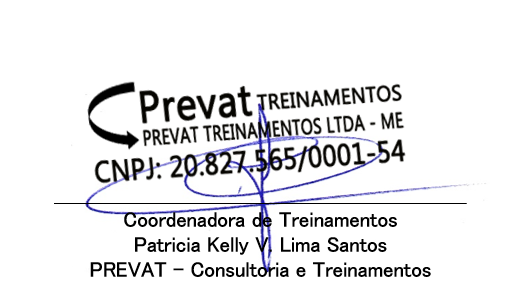 Prevat TREINAMENTOS
PREVAT TREINAMENTOS LTDA - ME
CNPJ: 20.827.565/0001-54
Coordenadora de Treinamentos
Patricia Kelly V. Lima Santos
PREVAT - Consultoria e Treinamentos